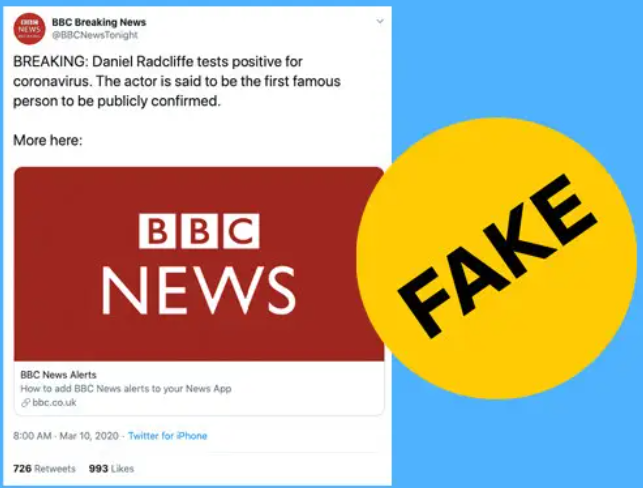 BBC
NEWS
BBC Breaking News
@BBCNewsTonight
BREAKING: Daniel Radcliffe tests positive for
coronavirus. The actor is said to be the first famous
person to be publicly confirmed.
More here:
BBC
NEWS
BBC News Alerts
How to add BBC News alerts to your News App
bbc.co.uk
8:00 AM · Mar 10, 2020 · Twitter for iPhone
726 Retweets 993 Likes
FAKE